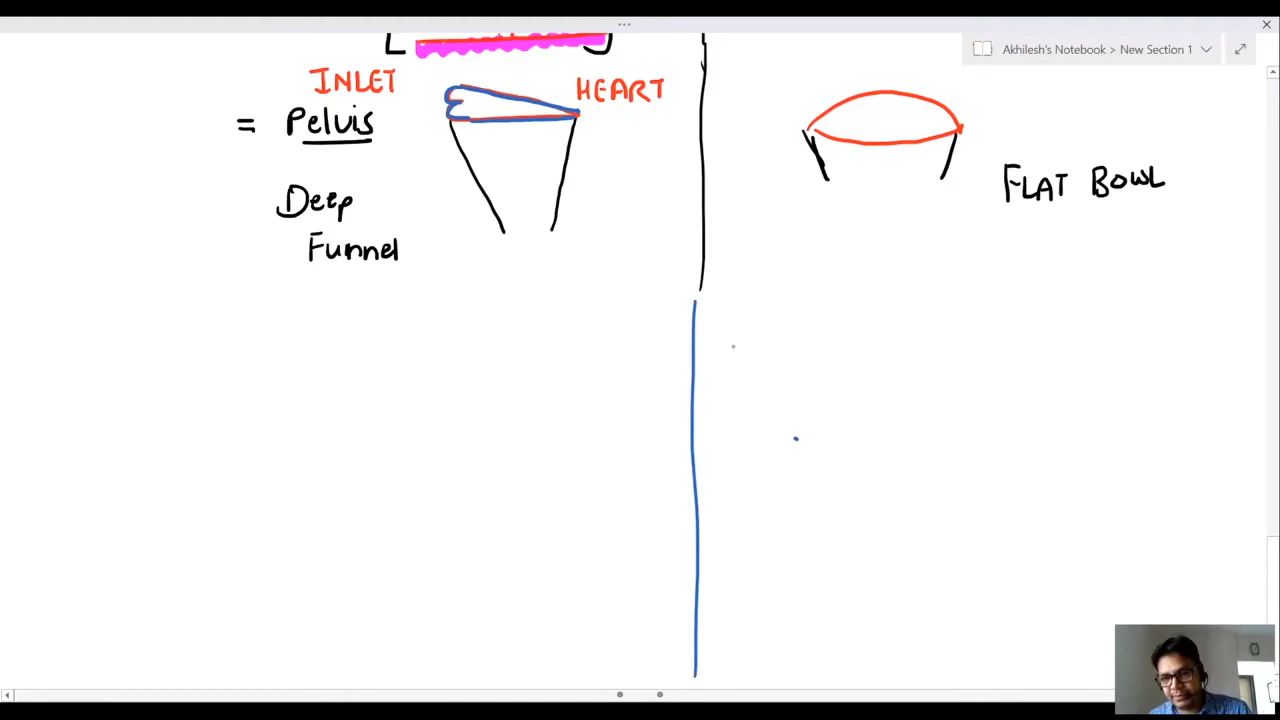 Akhilesh's Notebook > New Section 1
INLET
HEART
= Pelvis
Deep
Funnel
FLAT BOWL